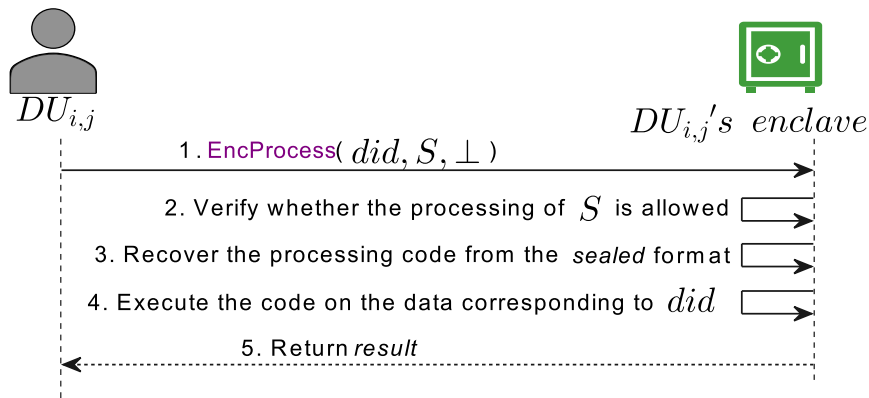 DU_{i,j}
DU_{i,j}'s enclave
1. EncProcess( did, S, ⊥ )
2. Verify whether the processing of S is allowed
3. Recover the processing code from the sealed format
4. Execute the code on the data corresponding to did
5. Return result